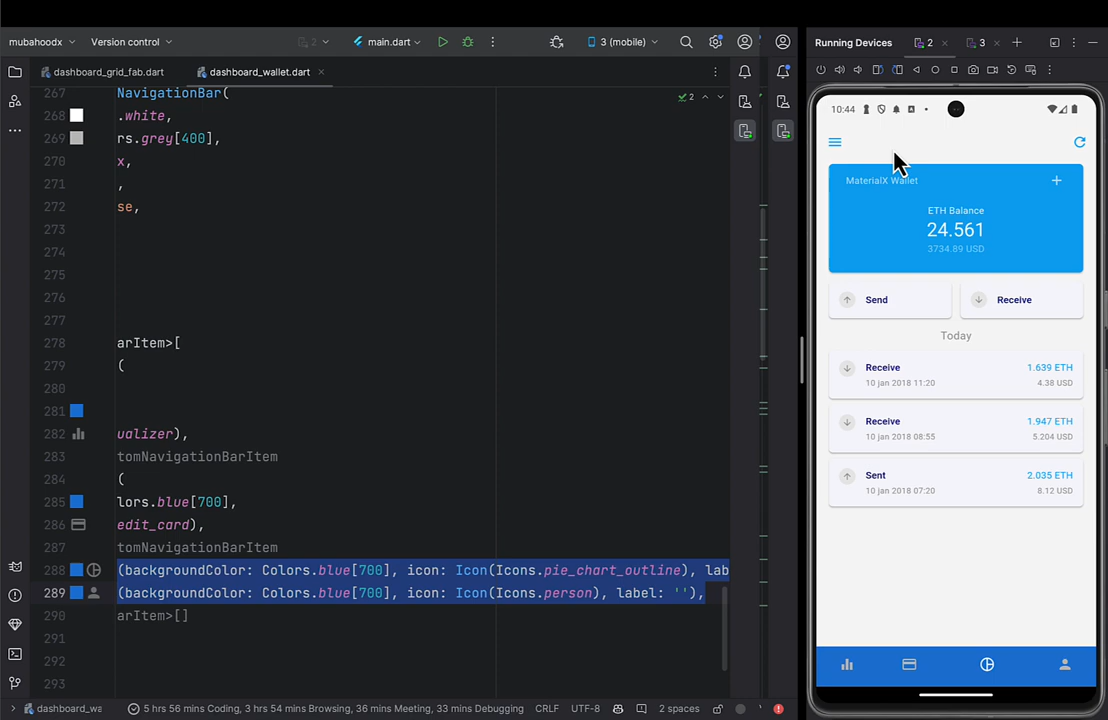 mubahoodx
Version control
2
main.dart
3 (mobile)
Running Devices
2
3
dashboard_grid_fab.dart
dashboard_wallet.dart
2
267 NavigationBar(
268 .white,
269 rs.grey[400],
270 x,
271 ,
272 se,
273
274
275
276
277
278 arItem>[
279 (
280
281
282 ualizer),
283 tomNavigationBarItem
284 (
285 lors.blue[700],
286 edit_card),
287 tomNavigationBarItem
288 (backgroundColor: Colors.blue[700], icon: Icon(Icons.pie_chart_outline), lab
289 (backgroundColor: Colors.blue[700], icon: Icon(Icons.person), label: ''),
290 arItem>[]
291
292
293
dashboard_wa
5 hrs 56 mins Coding, 3 hrs 54 mins Browsing, 36 mins Meeting, 33 mins Debugging
CRLF
UTF-8
2 spaces
10:44
MaterialX Wallet
ETH Balance
24.561
3734.89 USD
Send
Receive
Today
Receive 1.639 ETH
10 jan 2018 11:20 4.38 USD
Receive 1.947 ETH
10 jan 2018 08:55 5.204 USD
Sent 2.035 ETH
10 jan 2018 07:20 8.12 USD